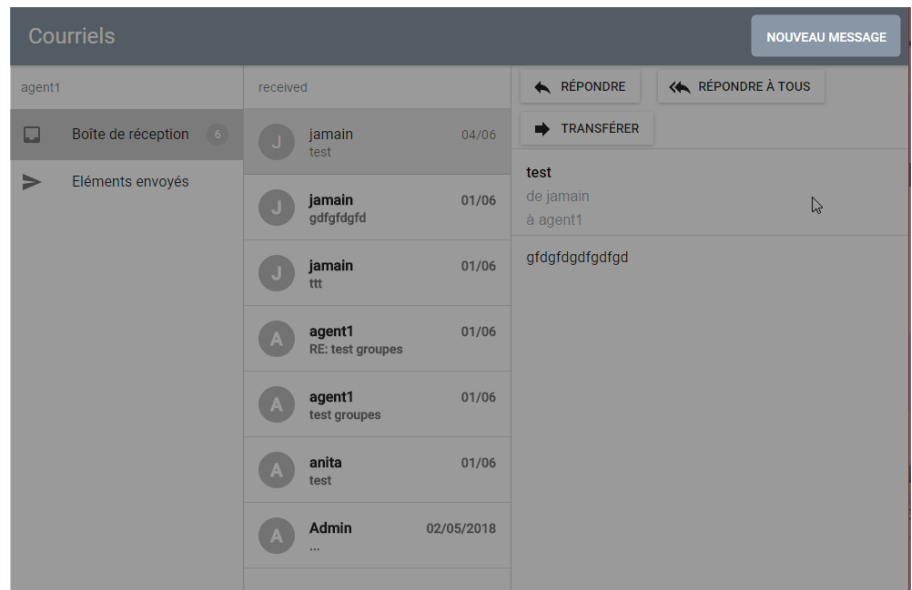 Courriels
NOUVEAU MESSAGE
agent1
Boîte de réception 6
Eléments envoyés
received
J
jamain 04/06
test
J
jamain 01/06
gdfgfdgfd
J
jamain 01/06
ttt
A
agent1 01/06
RE: test groupes
A
agent1 01/06
test groupes
A
anita 01/06
test
A
Admin 02/05/2018
...
RÉPONDRE
RÉPONDRE À TOUS
TRANSFÉRER
test
de jamain
à agent1
gfdgfdgdfgdfgd